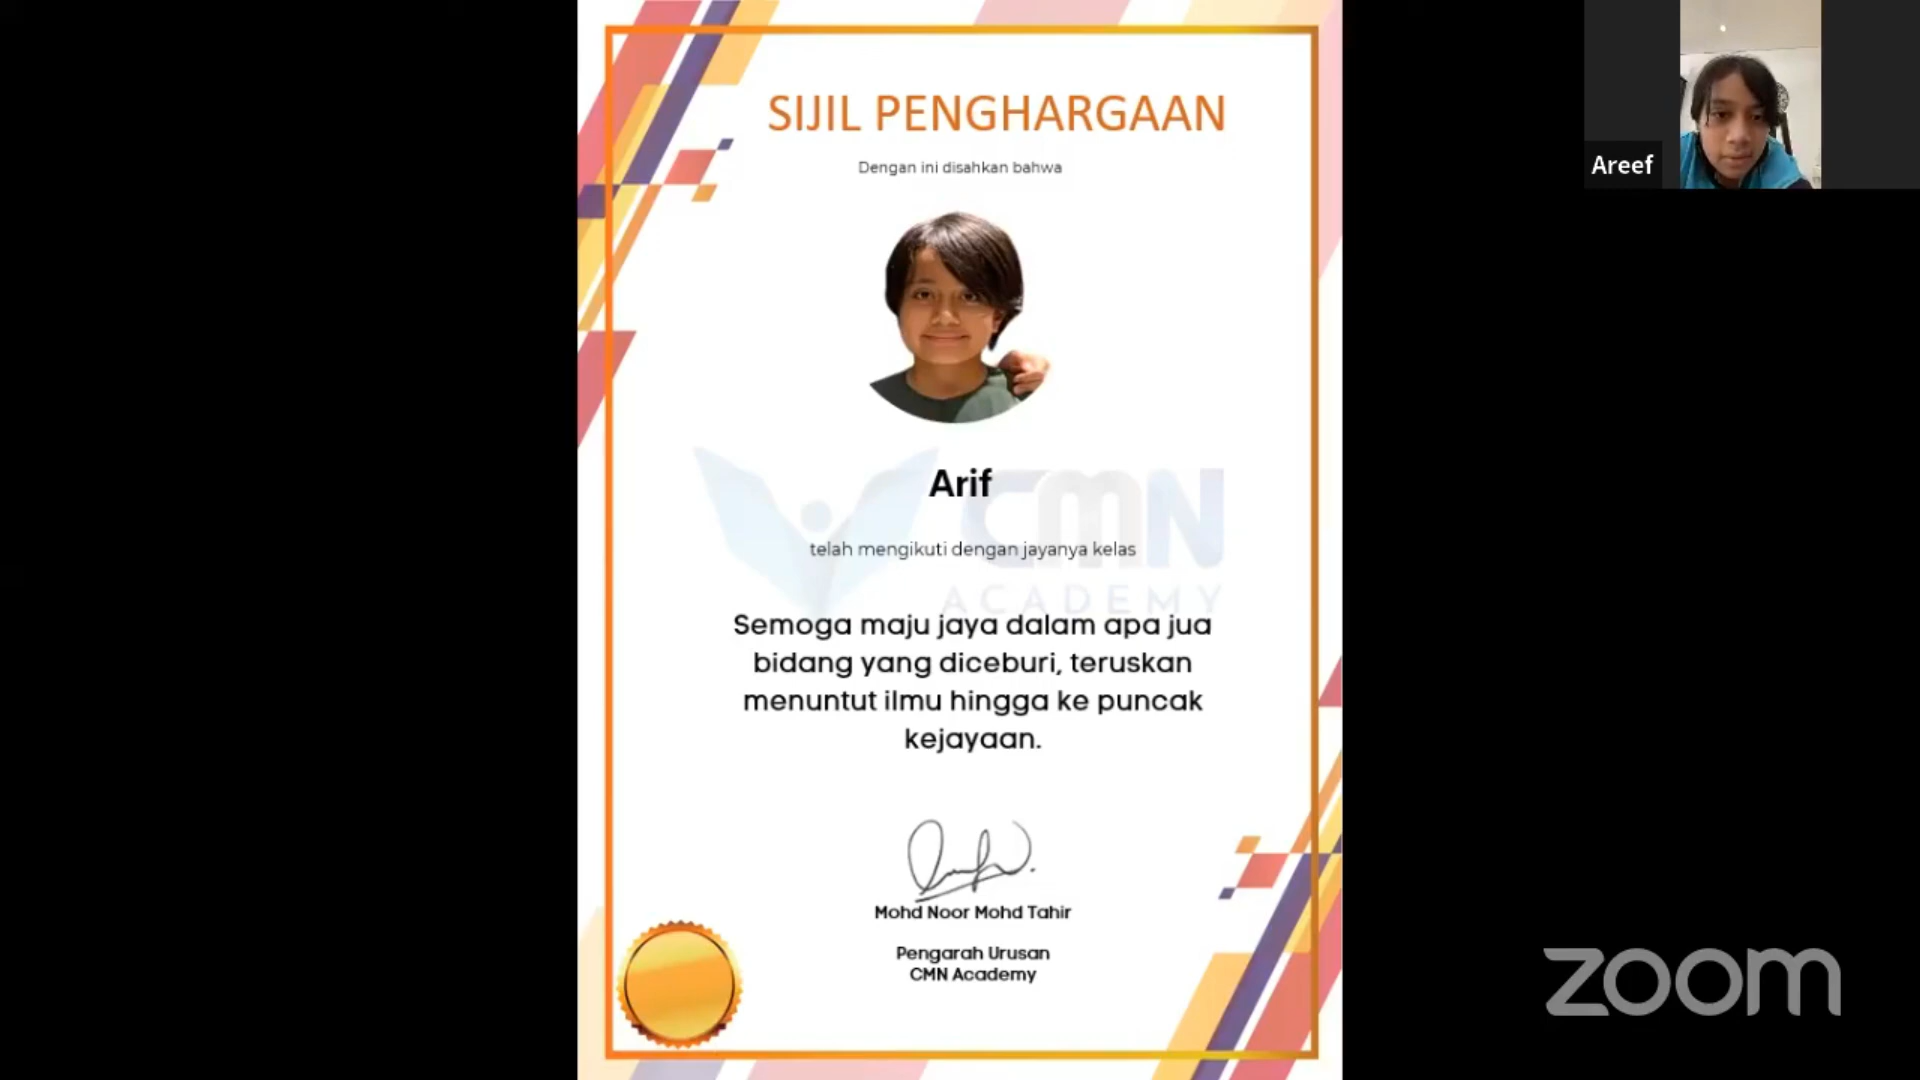 SIJIL PENGHARGAAN
Dengan ini disahkan bahwa
Areef
Arif
CMN
ACADEMY
telah mengikuti dengan jayanya kelas
Semoga maju jaya dalam apa jua
bidang yang diceburi, teruskan
menuntut ilmu hingga ke puncak
kejayaan.
Mohd Noor Mohd Tahir
Pengarah Urusan
CMN Academy
zoom